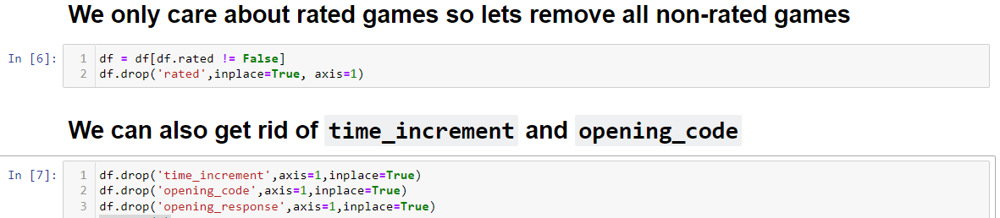 We only care about rated games so lets remove all non-rated games
In [6]:
1 df = df[df.rated != False]
2 df.drop('rated',inplace=True, axis=1)
We can also get rid of time_increment and opening_code
In [7]:
1 df.drop('time_increment',axis=1,inplace=True)
2 df.drop('opening_code',axis=1,inplace=True)
3 df.drop('opening_response',axis=1,inplace=True)